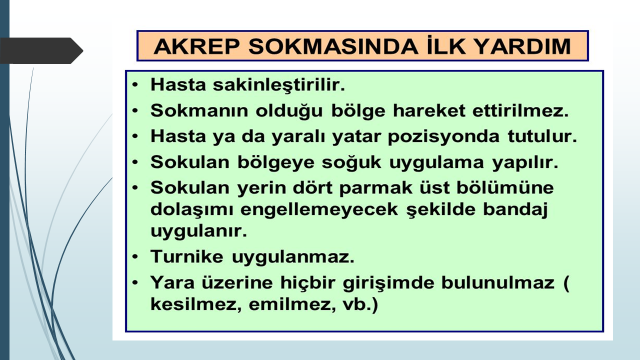 AKREP SOKMASINDA İLK YARDIM
• Hasta sakinleştirilir.
• Sokmanın olduğu bölge hareket ettirilmez.
• Hasta ya da yaralı yatar pozisyonda tutulur.
• Sokulan bölgeye soğuk uygulama yapılır.
• Sokulan yerin dört parmak üst bölümüne
dolaşımı engellemeyecek şekilde bandaj
uygulanır.
• Turnike uygulanmaz.
• Yara üzerine hiçbir girişimde bulunulmaz (
kesilmez, emilmez, vb.)